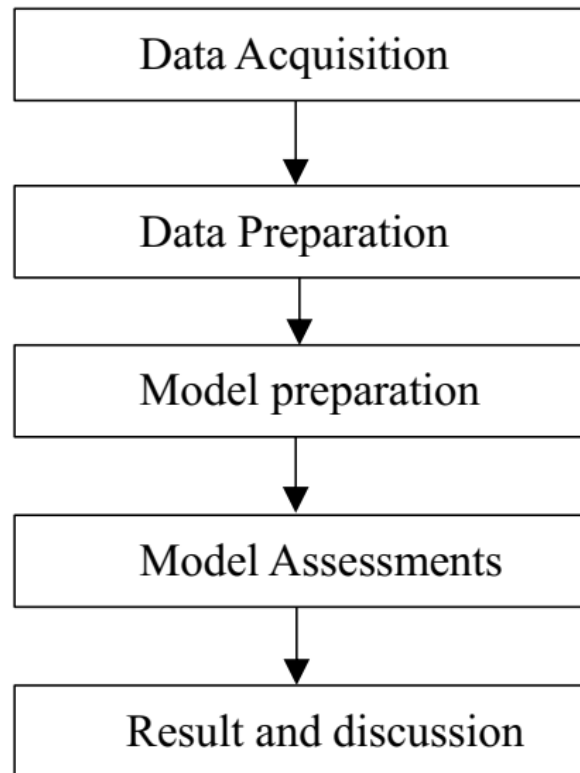 Data Acquisition
Data Preparation
Model preparation
Model Assessments
Result and discussion